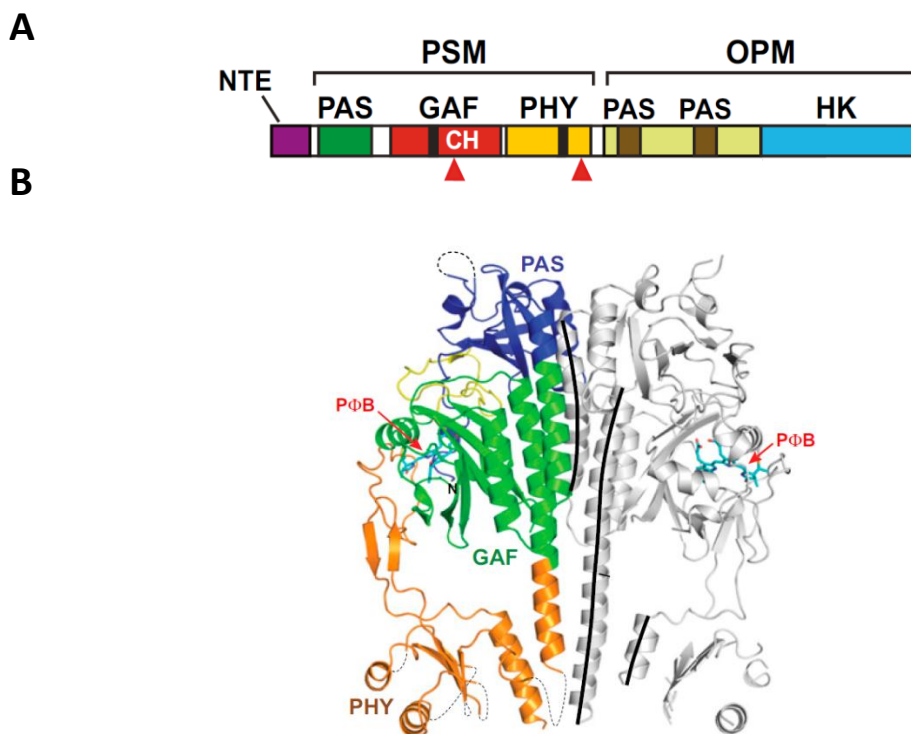 A
PSM OPM
NTE
PAS GAF PHY PAS PAS HK
CH
B
PAS
PΦB
PΦB
N
GAF
PHY